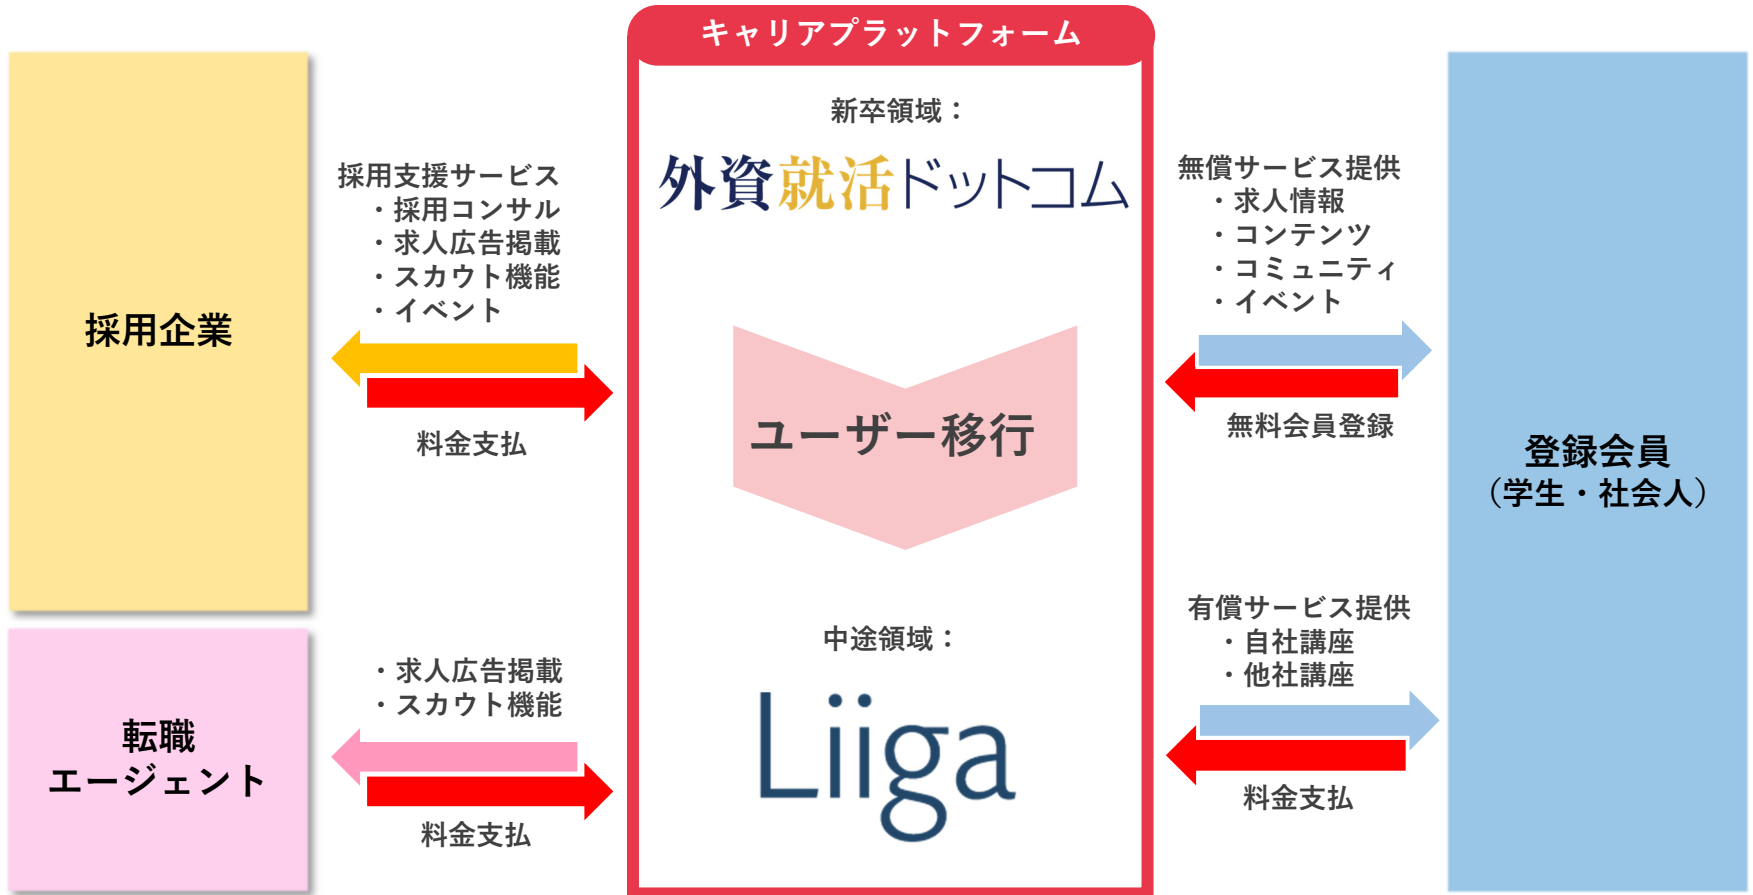 キャリアプラットフォーム
採用企業
採用支援サービス
・採用コンサル
・求人広告掲載
・スカウト機能
・イベント
料金支払
転職
エージェント
・求人広告掲載
・スカウト機能
料金支払
新卒領域：
外資就活ドットコム
ユーザー移行
中途領域：
Liiga
無償サービス提供
・求人情報
・コンテンツ
・コミュニティ
・イベント
無料会員登録
有償サービス提供
・自社講座
・他社講座
料金支払
登録会員
（学生・社会人）